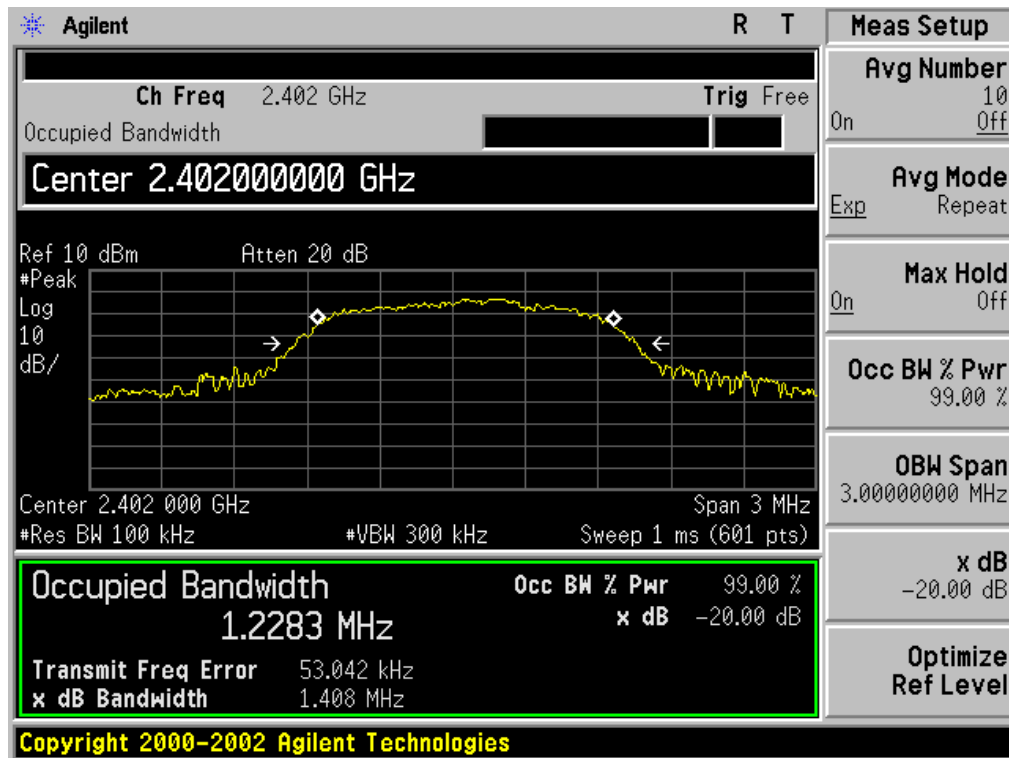 Agilent R T Meas Setup
Ch Freq 2.402 GHz Trig Free
Occupied Bandwidth
Center 2.402000000 GHz
Ref 10 dBm Atten 20 dB
#Peak
Log
10
dB/
Center 2.402 000 GHz Span 3 MHz
#Res BW 100 kHz #VBW 300 kHz Sweep 1 ms (601 pts)
Occupied Bandwidth Occ BW % Pwr 99.00 %
1.2283 MHz x dB -20.00 dB
Transmit Freq Error 53.042 kHz
x dB Bandwidth 1.408 MHz
Avg Number
10
On Off
Avg Mode
Exp Repeat
Max Hold
On Off
Occ BW % Pwr
99.00 %
OBW Span
3.00000000 MHz
x dB
-20.00 dB
Optimize
Ref Level
Copyright 2000-2002 Agilent Technologies